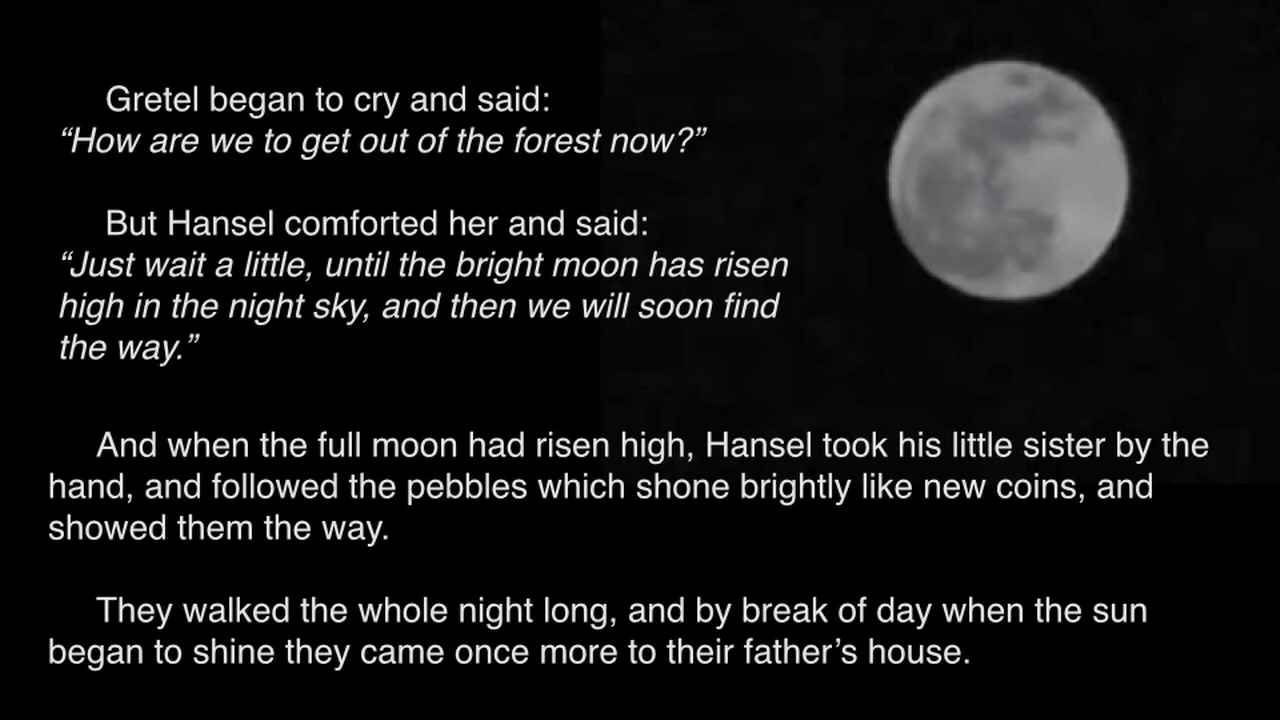 Gretel began to cry and said:
“How are we to get out of the forest now?”
But Hansel comforted her and said:
“Just wait a little, until the bright moon has risen
high in the night sky, and then we will soon find
the way.”
And when the full moon had risen high, Hansel took his little sister by the
hand, and followed the pebbles which shone brightly like new coins, and
showed them the way.
They walked the whole night long, and by break of day when the sun
began to shine they came once more to their father’s house.